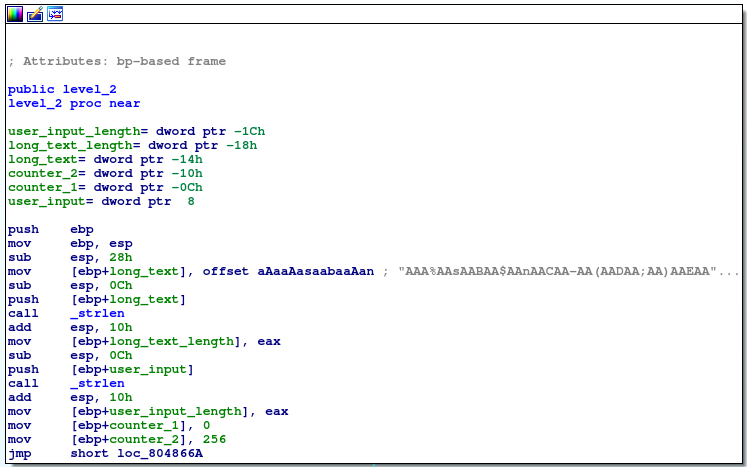 ; Attributes: bp-based frame
public level_2
level_2 proc near
user_input_length= dword ptr -1Ch
long_text_length= dword ptr -18h
long_text= dword ptr -14h
counter_2= dword ptr -10h
counter_1= dword ptr -0Ch
user_input= dword ptr  8
push    ebp
mov     ebp, esp
sub     esp, 28h
mov     [ebp+long_text], offset aAaaAasaabaaAan ; "AAA%AAsAABAA$AAnAACAA-AA(AADAA;AA)AAEAA"...
sub     esp, 0Ch
push    [ebp+long_text]
call    _strlen
add     esp, 10h
mov     [ebp+long_text_length], eax
sub     esp, 0Ch
push    [ebp+user_input]
call    _strlen
add     esp, 10h
mov     [ebp+user_input_length], eax
mov     [ebp+counter_1], 0
mov     [ebp+counter_2], 256
jmp     short loc_804866A